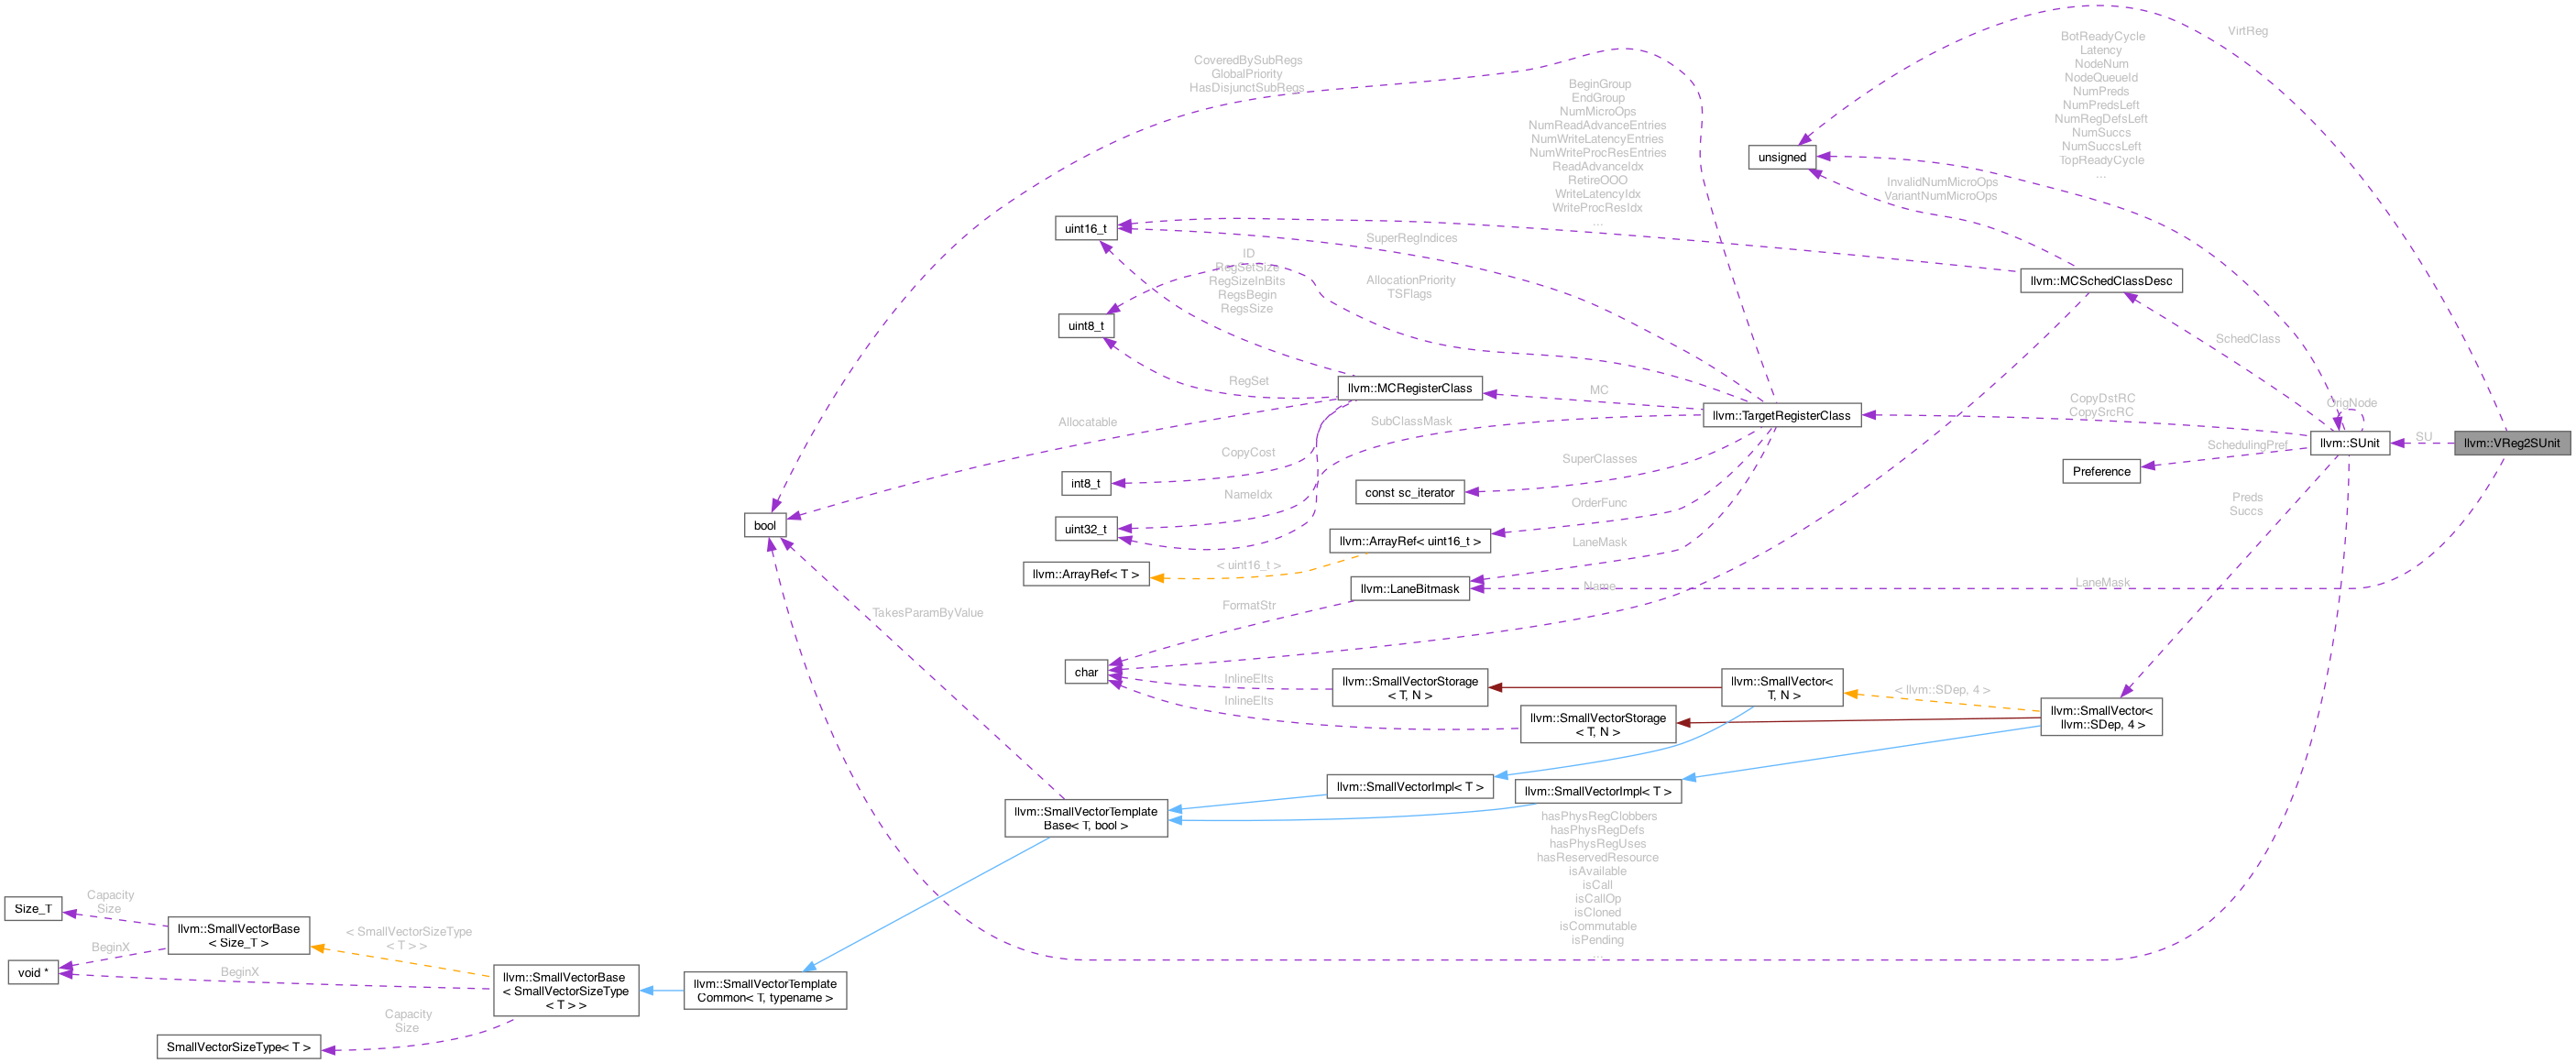 VirtReg
BotReadyCycle
Latency
NodeNum
NodeQueueId
NumPreds
NumPredsLeft
NumRegDefsLeft
NumSuccs
NumSuccsLeft
TopReadyCycle
...
CoveredBySubRegs
GlobalPriority
HasDisjunctSubRegs
BeginGroup
EndGroup
NumMicroOps
NumReadAdvanceEntries
NumWriteLatencyEntries
NumWriteProcResEntries
ReadAdvanceIdx
RetireOOO
WriteLatencyIdx
WriteProcResIdx
...
unsigned
InvalidNumMicroOps
VariantNumMicroOps
uint16_t
SuperRegIndices
ID
RegSetSize
RegSizeInBits
RegsBegin
RegsSize
AllocationPriority
TSFlags
llvm::MCSchedClassDesc
uint8_t
SchedClass
RegSet
llvm::MCRegisterClass
MC
llvm::TargetRegisterClass
CopyDstRC
CopySrcRC
OrigNode
Allocatable
SubClassMask
llvm::SUnit
SU
llvm::VReg2SUnit
SchedulingPref
Preference
CopyCost
SuperClasses
int8_t
const sc_iterator
NameIdx
OrderFunc
Preds
Succs
bool
uint32_t
llvm::ArrayRef< uint16_t >
LaneMask
llvm::ArrayRef< T >
< uint16_t >
llvm::LaneBitmask
Name
LaneMask
TakesParamByValue
FormatStr
char
InlineElts
llvm::SmallVectorStorage
< T, N >
llvm::SmallVector<
T, N >
< llvm::SDep, 4 >
InlineElts
llvm::SmallVectorStorage
< T, N >
llvm::SmallVector<
llvm::SDep, 4 >
llvm::SmallVectorImpl< T >
llvm::SmallVectorImpl< T >
llvm::SmallVectorTemplate
Base< T, bool >
hasPhysRegClobbers
hasPhysRegDefs
hasPhysRegUses
hasReservedResource
isAvailable
isCall
isCallOp
isCloned
isCommutable
isPending
...
Size_T
Capacity
Size
llvm::SmallVectorBase
< Size_T >
< SmallVectorSizeType
< T > >
BeginX
void *
BeginX
llvm::SmallVectorBase
< SmallVectorSizeType
< T > >
llvm::SmallVectorTemplate
Common< T, typename >
Capacity
Size
SmallVectorSizeType< T >